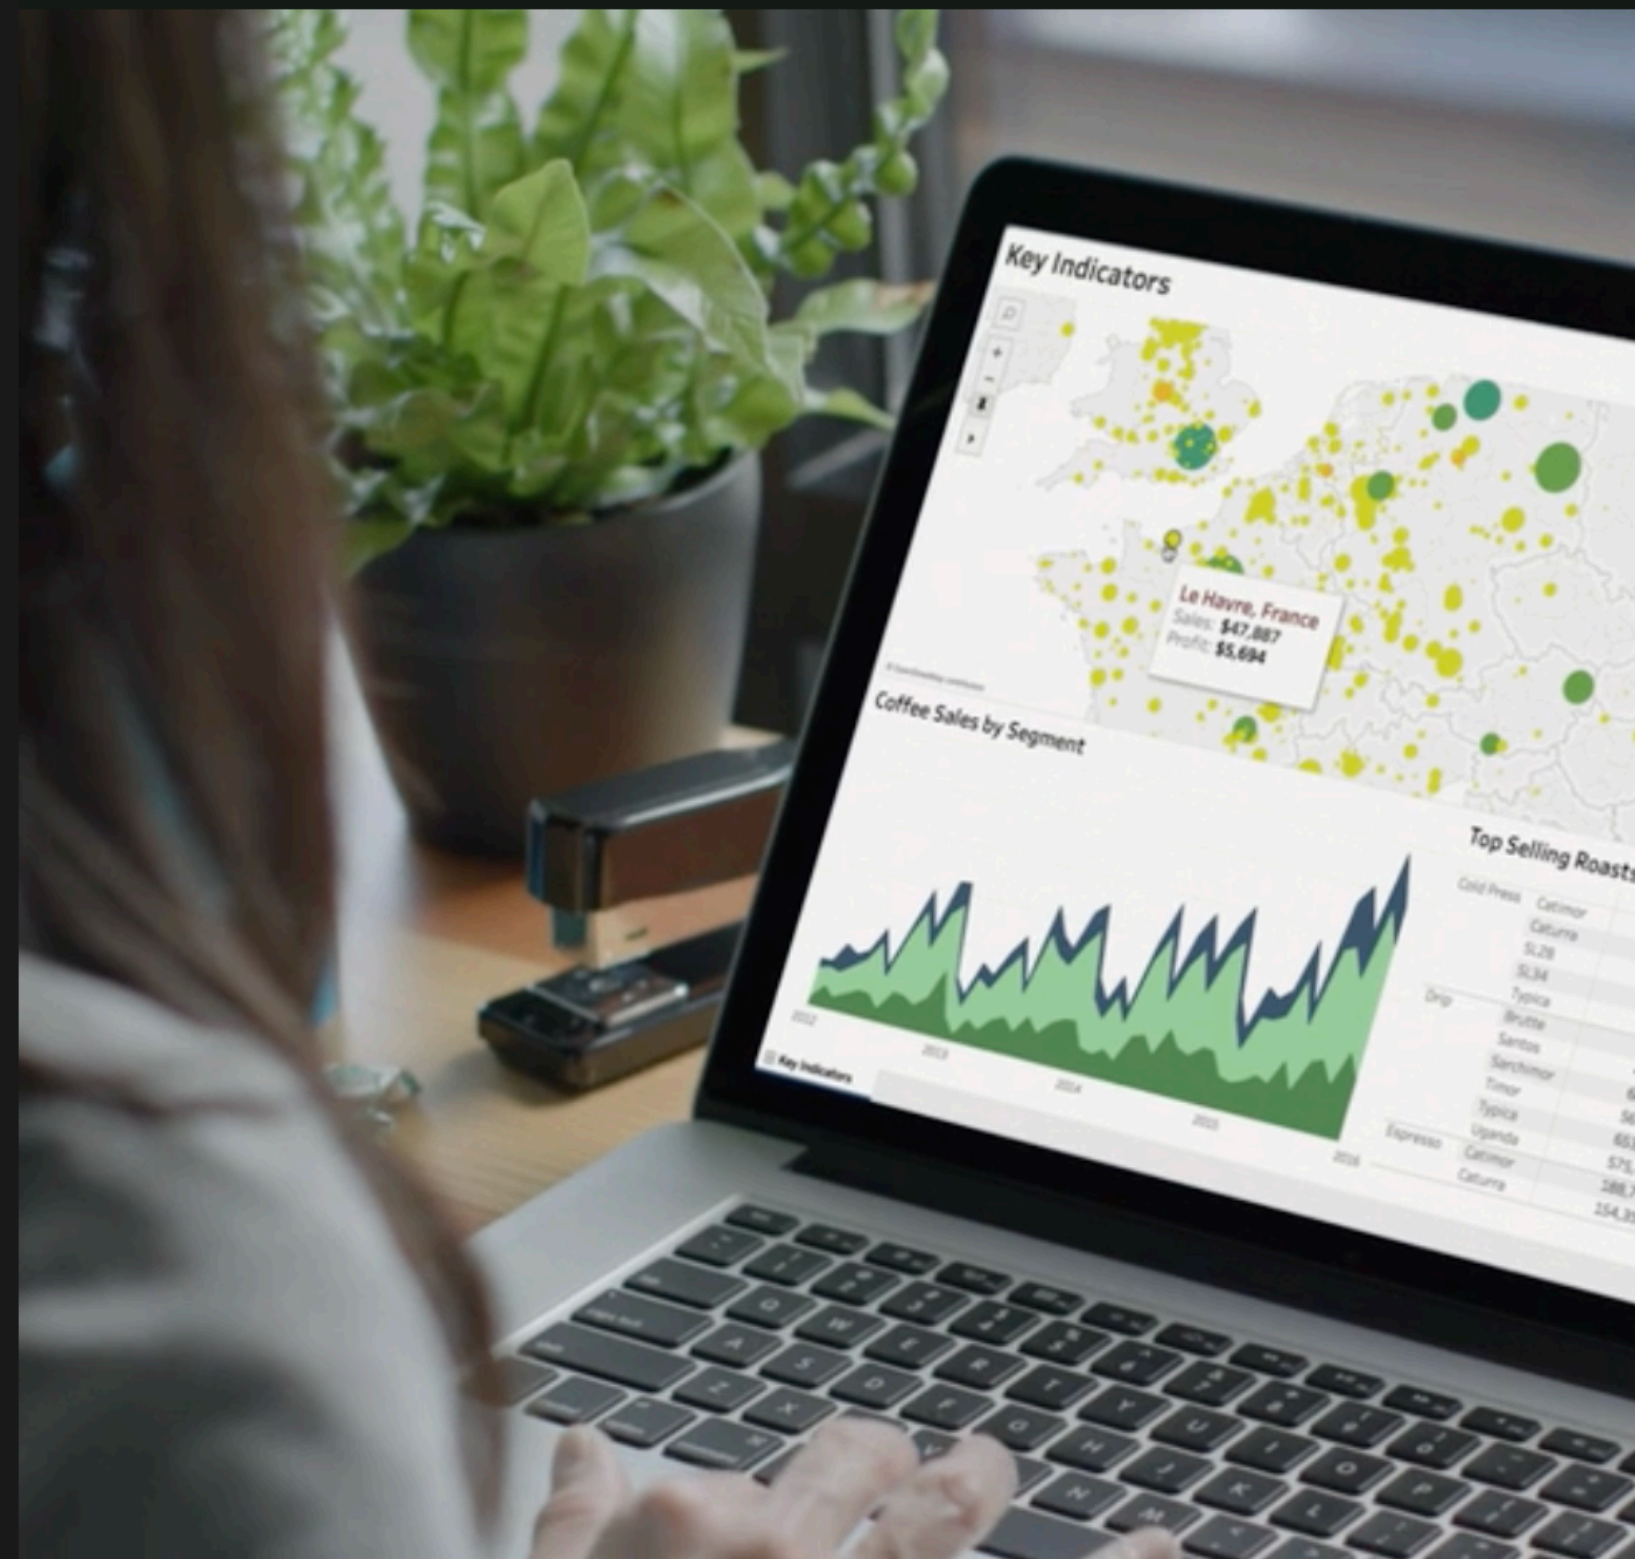 Key Indicators
Le Havre, France
Sales: $47,887
Profit: $5,694
Coffee Sales by Segment
2012
2013
2014
2015
2016
Top Selling Roasts
Cold Press
Catimor
Caturra
SL28
SL34
Typica
Drip
Brutte
Santos
Sarchimor
Timor
Typica
Uganda
Espresso
Catimor
Caturra
Key Indicators
Q W E R T Y U I O P
A S D F G H J K L
Z X V N M